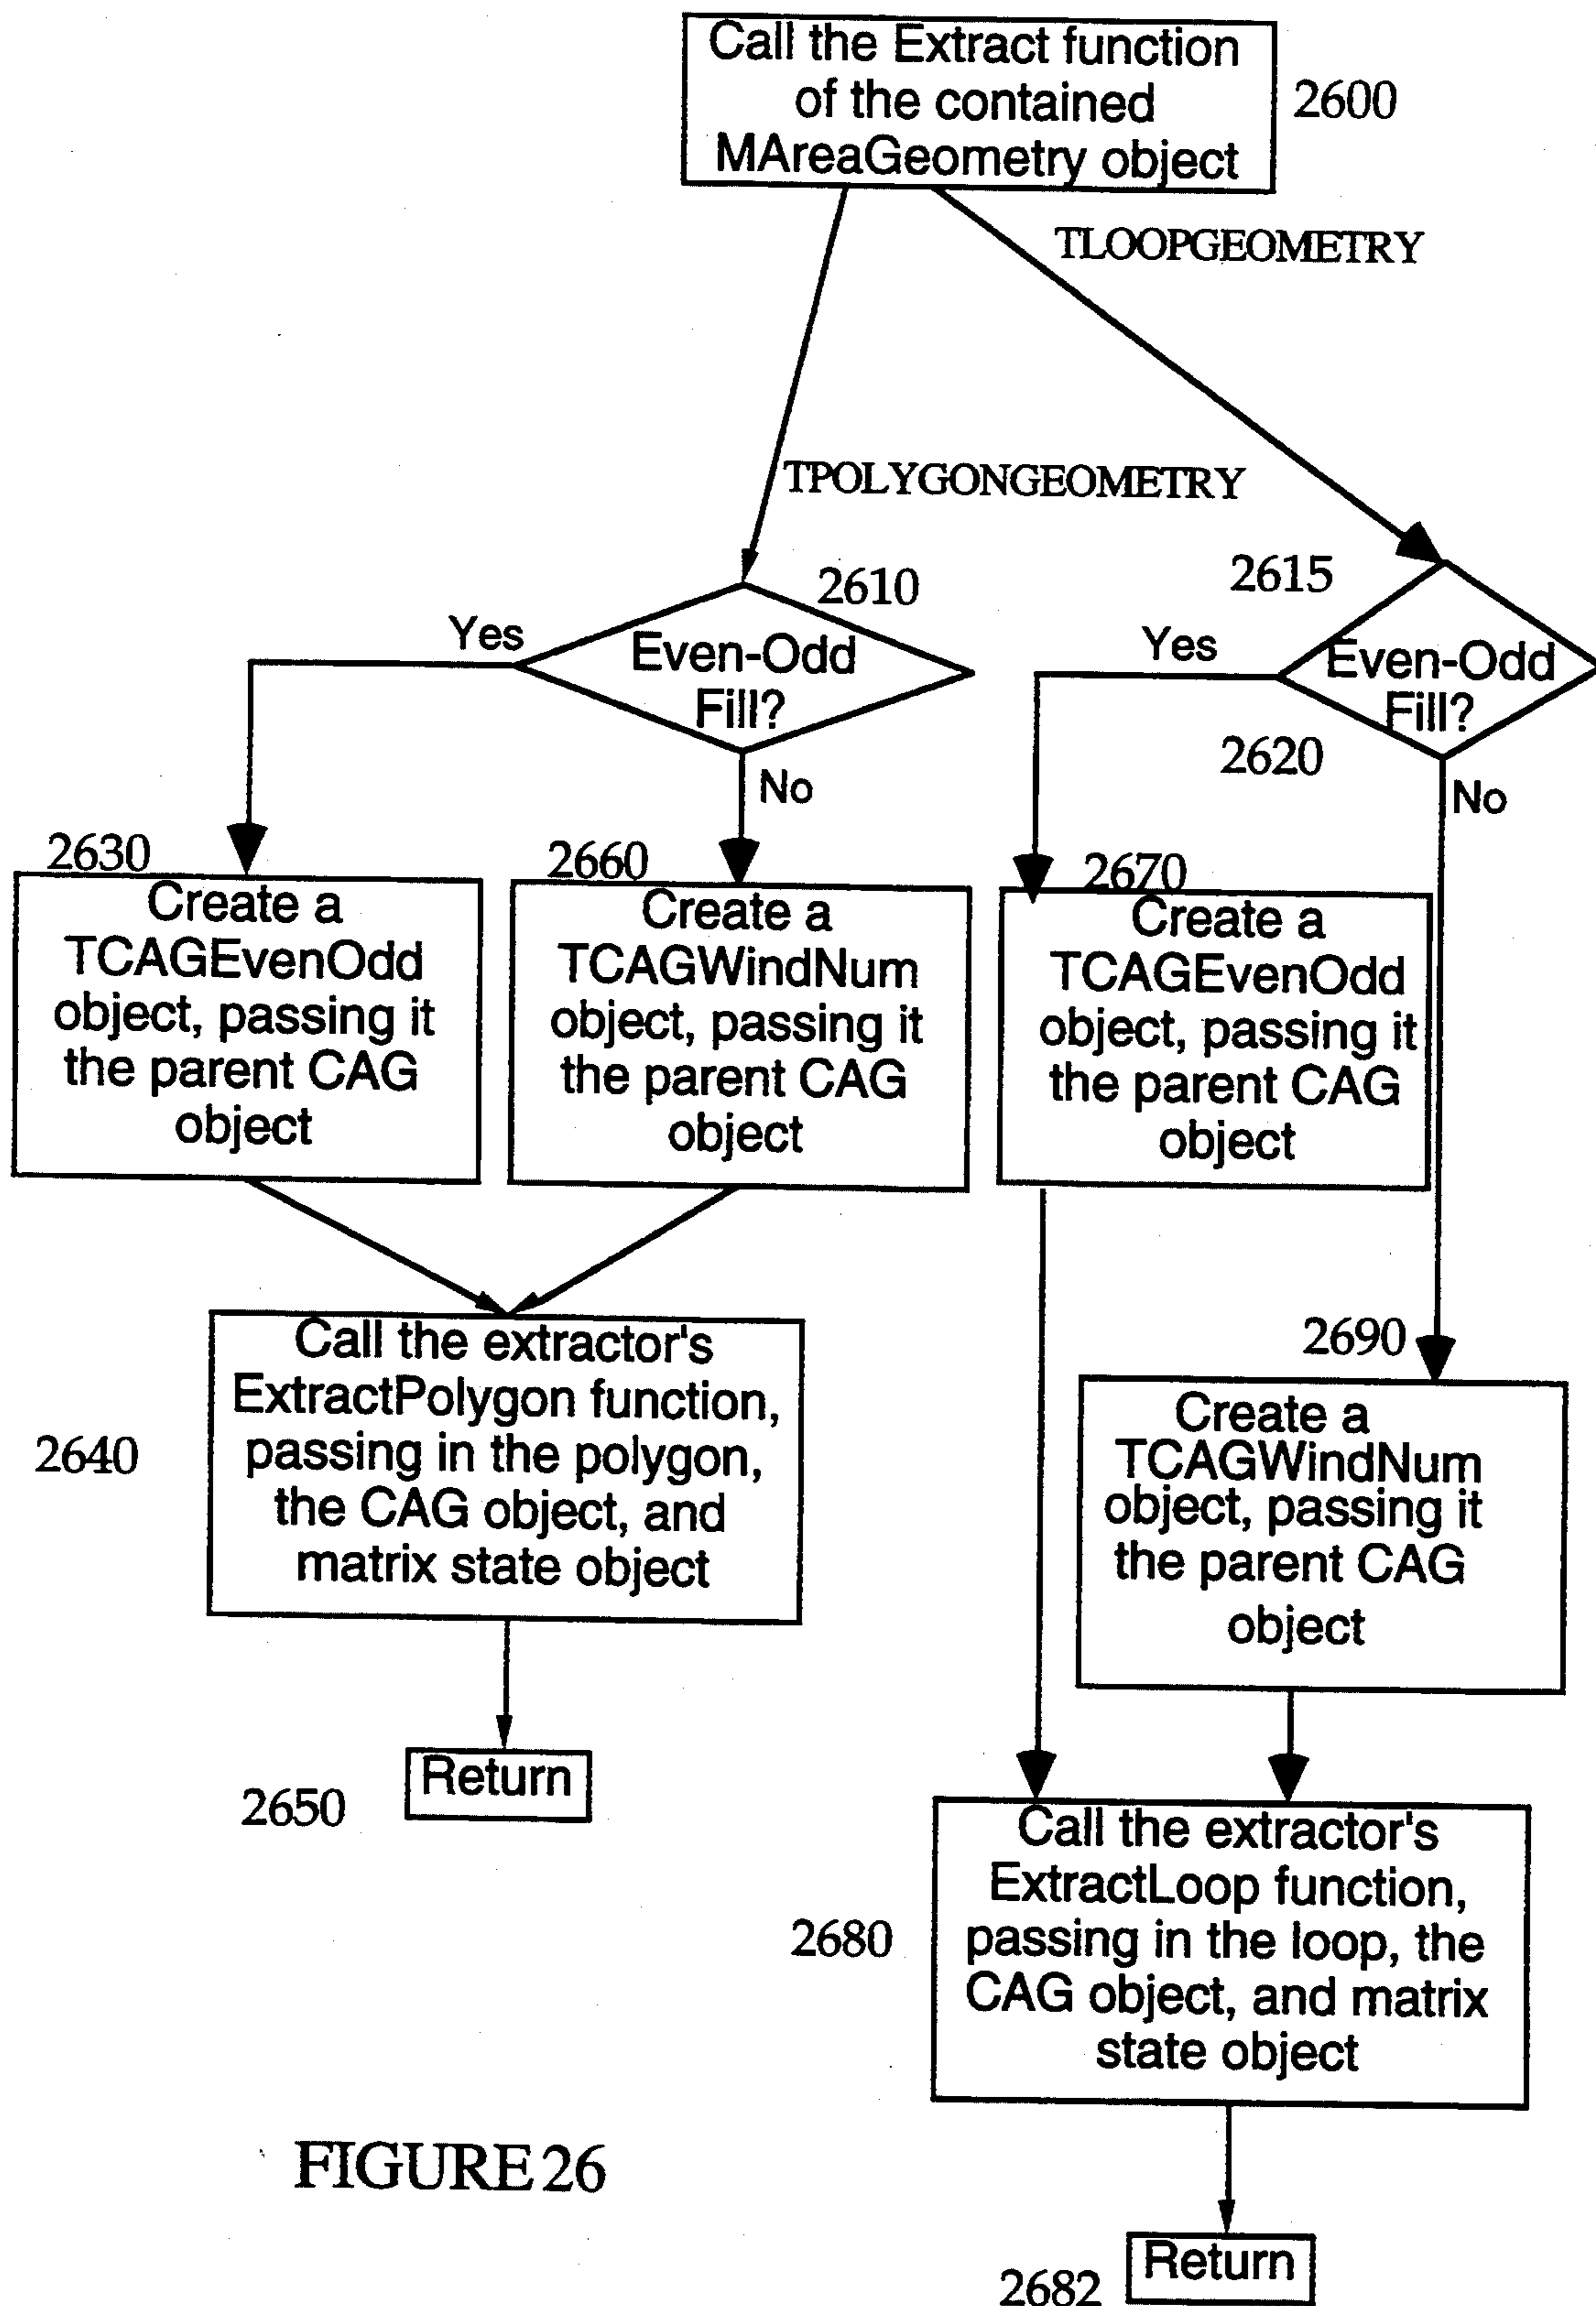 Call the Extract function
of the contained
MAreaGeometry object
2600
TLOOPGEOMETRY
TPOLYGONGEOMETRY
2610
Even-Odd
Fill?
Yes
No
2615
Even-Odd
Fill?
2620
Yes
No
2630
Create a
TCAGEvenOdd
object, passing it
the parent CAG
object
2660
Create a
TCAGWindNum
object, passing it
the parent CAG
object
2670
Create a
TCAGEvenOdd
object, passing it
the parent CAG
object
2640
Call the extractor's
ExtractPolygon function,
passing in the polygon,
the CAG object, and
matrix state object
2690
Create a
TCAGWindNum
object, passing it
the parent CAG
object
2650
Return
2680
Call the extractor's
ExtractLoop function,
passing in the loop, the
CAG object, and matrix
state object
2682
Return
FIGURE 26